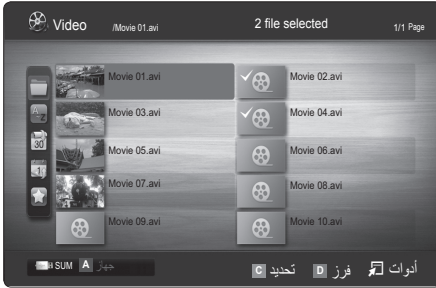 Video /Movie 01.avi 2 file selected 1/1 Page
Movie 01.avi Movie 02.avi
Movie 03.avi Movie 04.avi
Movie 05.avi Movie 06.avi
Movie 07.avi Movie 08.avi
Movie 09.avi Movie 10.avi
30
1
SUM A جهاز C تحديد D فرز أدوات